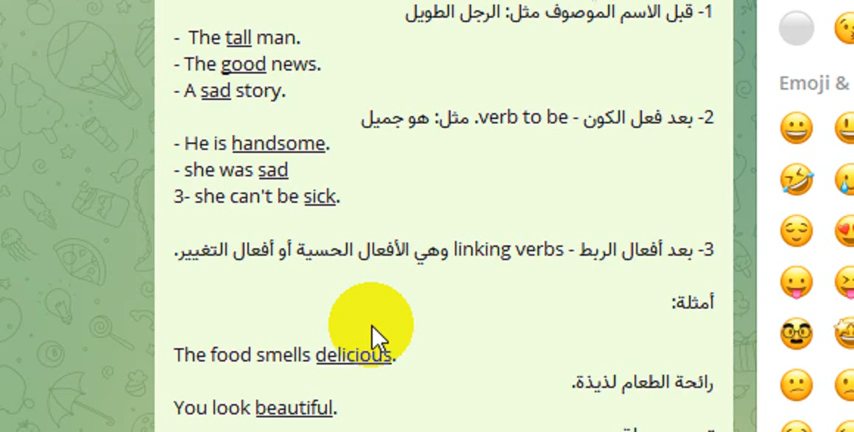 1- قبل الاسم الموصوف مثل: الرجل الطويل
- The tall man.
- The good news.
- A sad story.
2- بعد فعل الكون - verb to be. مثل: هو جميل
- He is handsome.
- she was sad
3- she can't be sick.
3- بعد أفعال الربط - linking verbs وهي الأفعال الحسية أو أفعال التغيير.
أمثلة:
The food smells delicious.
رائحة الطعام لذيذة.
You look beautiful.
Emoji &